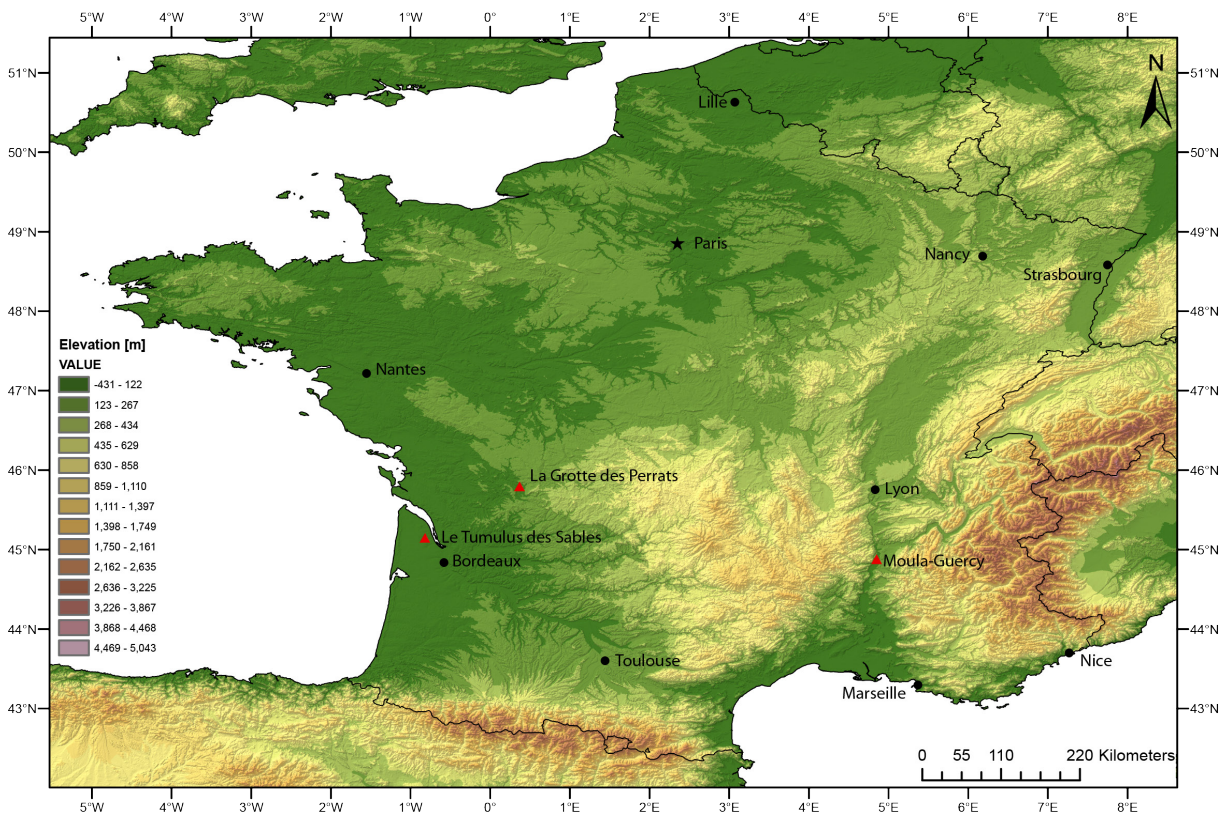 5°W 4°W 3°W 2°W 1°W 0° 1°E 2°E 3°E 4°E 5°E 6°E 7°E 8°E
51°N 51°N
N
Lille
50°N 50°N
49°N 49°N
Paris
Nancy
Strasbourg
48°N 48°N
Elevation [m]
VALUE
-431 - 122
123 - 267
268 - 434
435 - 629
630 - 858
859 - 1,110
1,111 - 1,397
1,398 - 1,749
1,750 - 2,161
2,162 - 2,635
2,636 - 3,225
3,226 - 3,867
3,868 - 4,468
4,469 - 5,043
Nantes
47°N 47°N
46°N 46°N
La Grotte des Perrats
Lyon
Le Tumulus des Sables
45°N 45°N
Bordeaux
Moula-Guercy
44°N 44°N
Toulouse
Nice
Marseille
43°N 43°N
0 55 110 220 Kilometers
5°W 4°W 3°W 2°W 1°W 0° 1°E 2°E 3°E 4°E 5°E 6°E 7°E 8°E